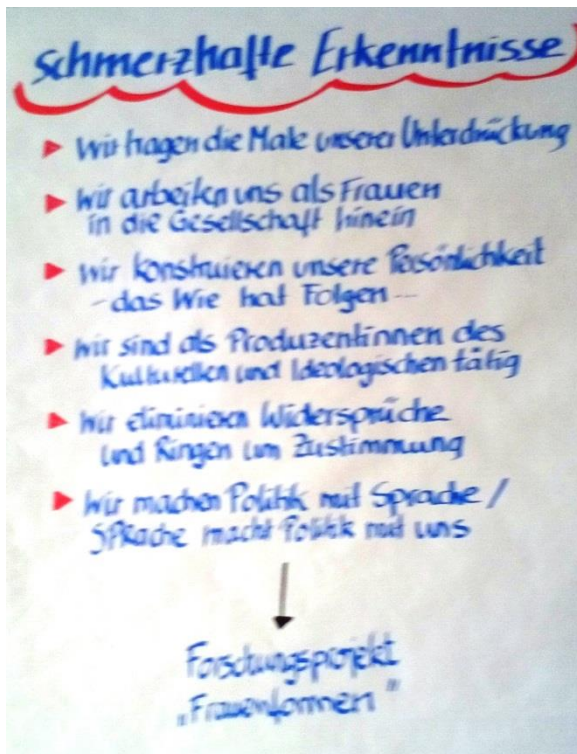 Schmerzhafte Erkenntnisse
Wir tragen die Male unserer Unterdrückung
Wir arbeiten uns als Frauen
in die Gesellschaft hinein
Wir konstruieren unsere Persönlichkeit
- das Wie hat Folgen ...
Wir sind als Produzentinnen des
Kulturellen und Ideologischen tätig
Wir eliminieren Widersprüche
und Ringen um Zustimmung
Wir machen Politik mit Sprache /
Sprache macht Politik mit uns
Forschungsprojekt
„Frauenformen"